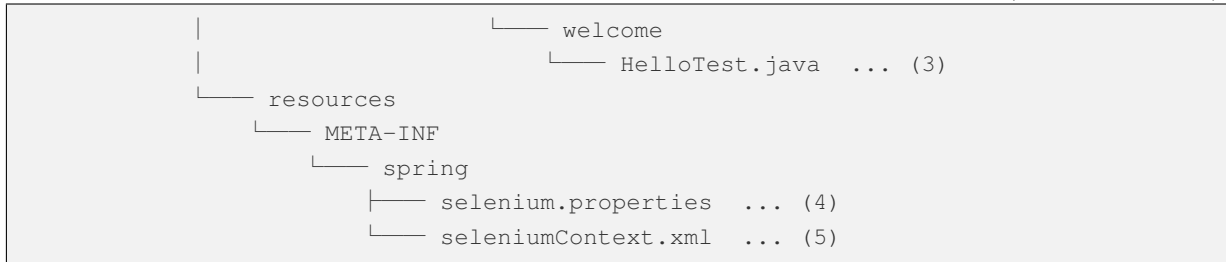 │ └── welcome
│ └── HelloTest.java ... (3)
└── resources
└── META-INF
└── spring
├── selenium.properties ... (4)
└── seleniumContext.xml ... (5)